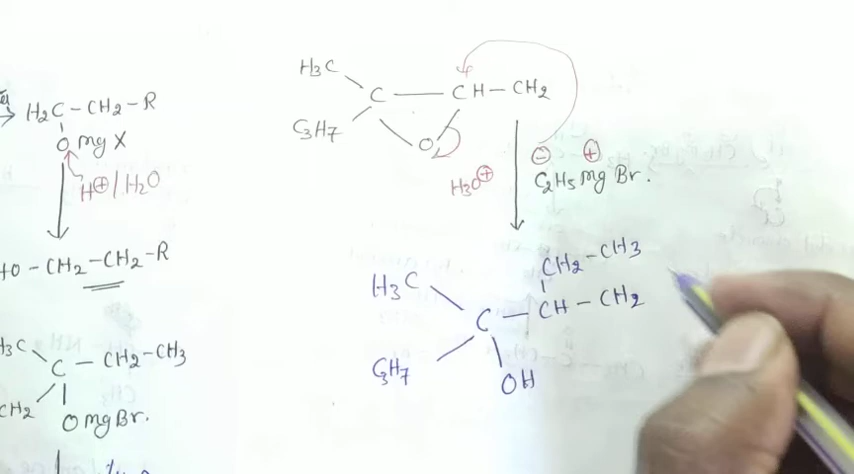 H2C-CH2-R
O mg X
H⊕/H2O
HO-CH2-CH2-R
H3C
C-CH2-CH3
CH2
O mg Br.
H3C
C-CH-CH2
C3H7
O
H3O⊕
⊖ ⊕
C2H5 mg Br.
CH2-CH3
H3C
C-CH-CH2
C3H7
OH